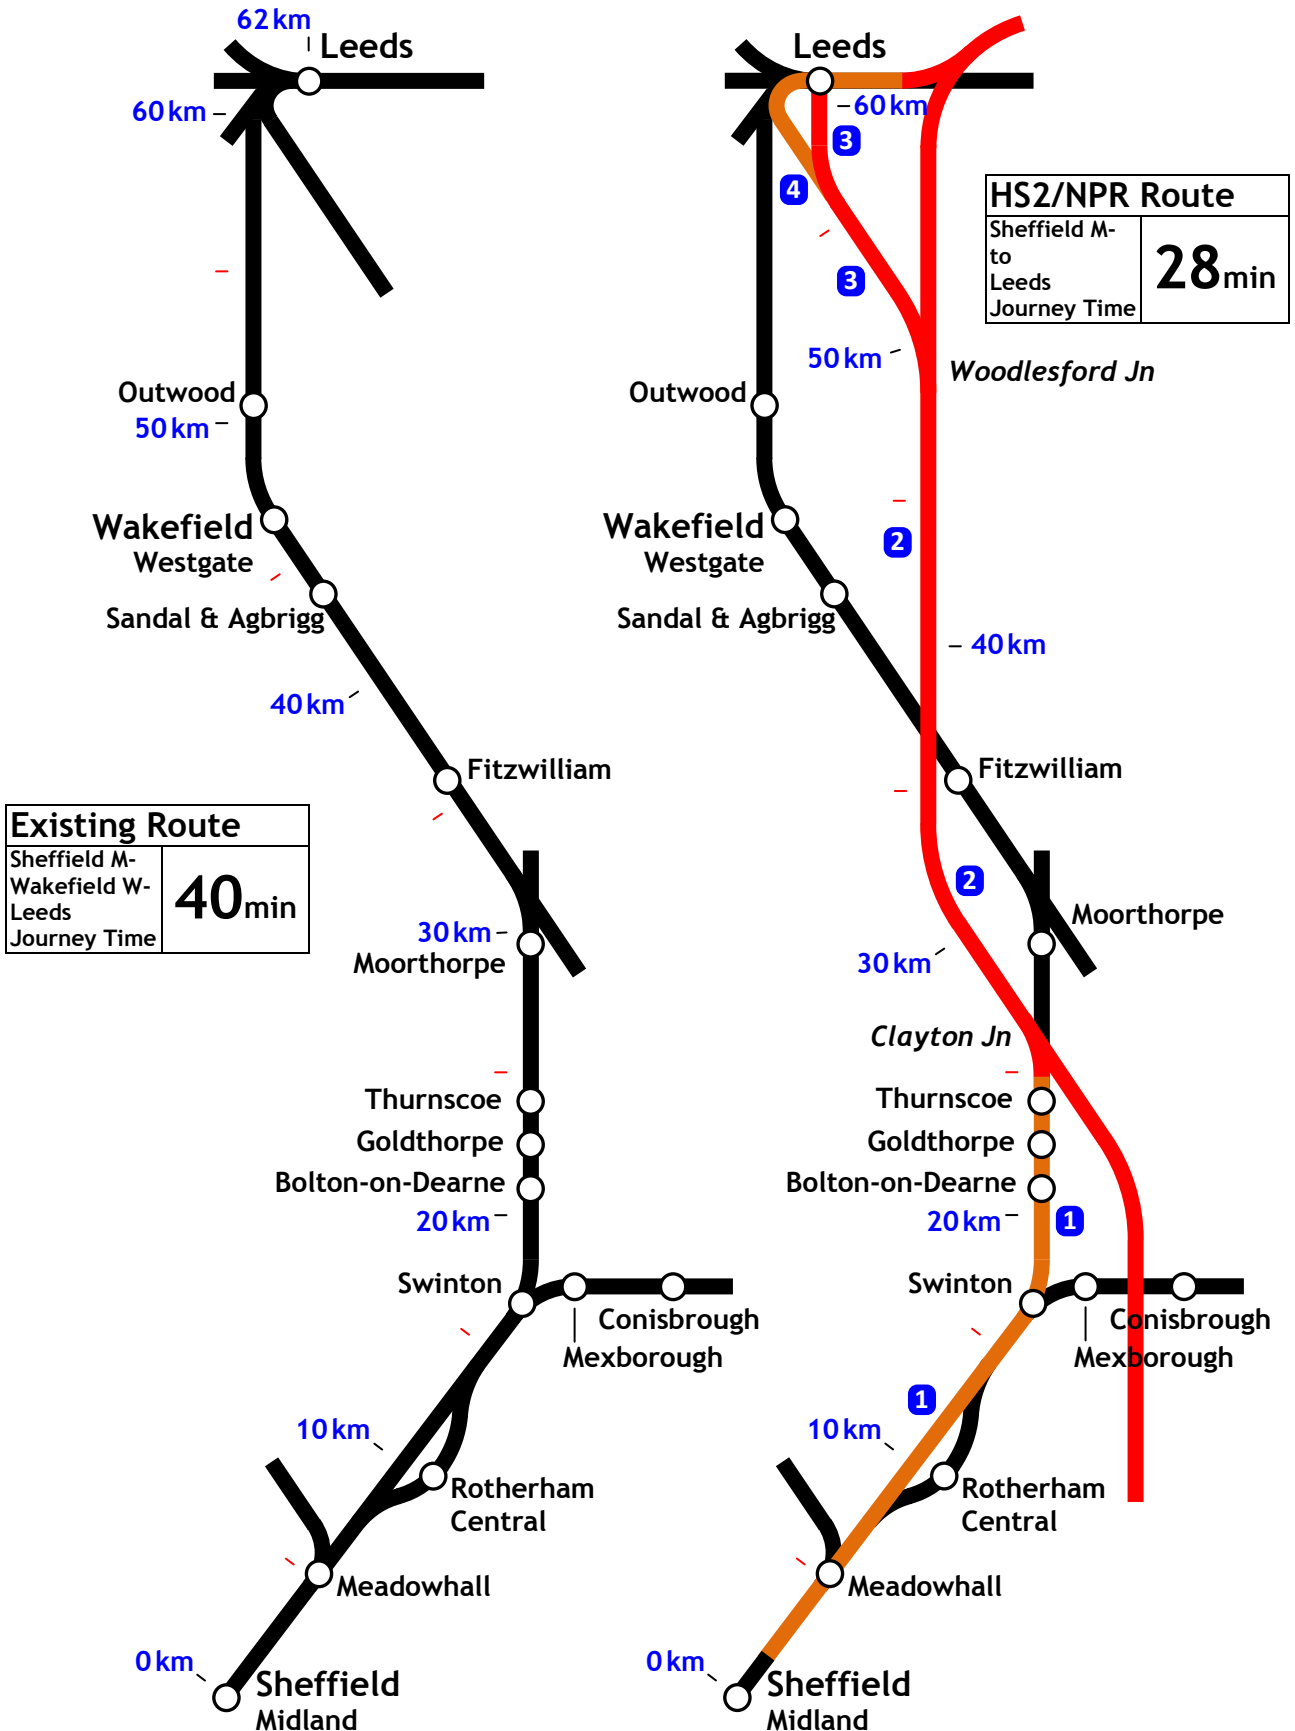 62 km
Leeds
60 km
Outwood
50 km
Wakefield
Westgate
Sandal & Agbrigg
40 km
Fitzwilliam
Existing Route
Sheffield M-
Wakefield W-
Leeds
Journey Time
40 min
30 km
Moorthorpe
Thurnscoe
Goldthorpe
Bolton-on-Dearne
20 km
Swinton
Conisbrough
Mexborough
10 km
Rotherham
Central
Meadowhall
0 km
Sheffield
Midland
Leeds
60 km
3
4
HS2/NPR Route
Sheffield M-
to
Leeds
Journey Time
28 min
3
50 km
Woodlesford Jn
Outwood
Wakefield
Westgate
2
Sandal & Agbrigg
40 km
Fitzwilliam
2
Moorthorpe
30 km
Clayton Jn
Thurnscoe
Goldthorpe
Bolton-on-Dearne
20 km
1
Swinton
Conisbrough
Mexborough
1
10 km
Rotherham
Central
Meadowhall
0 km
Sheffield
Midland